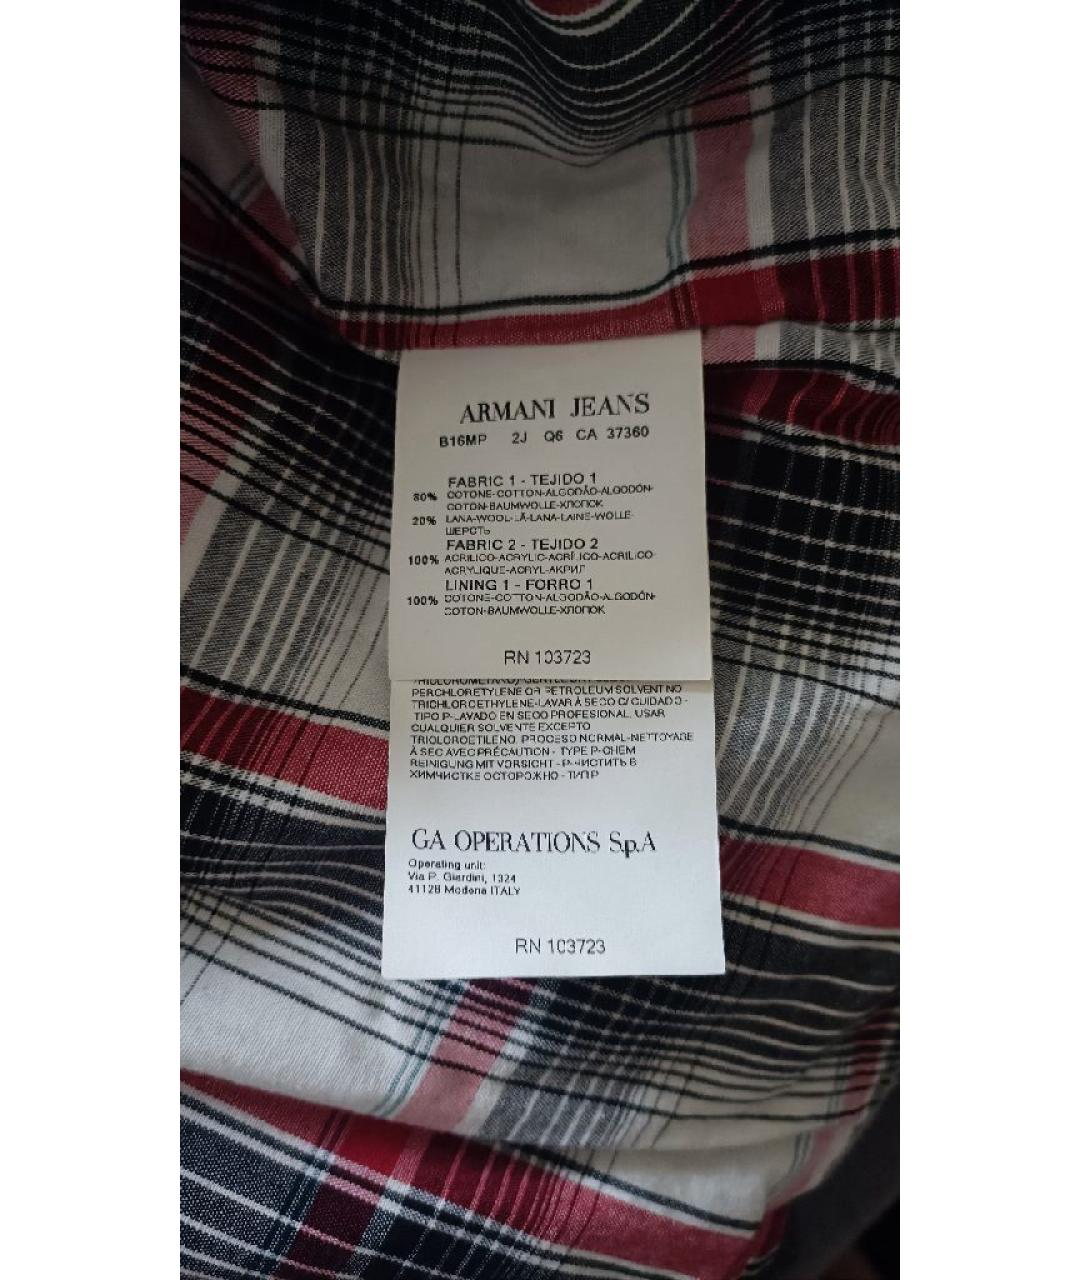 ARMANI JEANS
B16MP 2J Q6 CA 37360
FABRIC 1 - TEJIDO 1
80% COTONE-COTTON-ALGODÃO-ALGODÓN-
COTON-BAUMWOLLE-ХЛОПОК
20% LANA-WOOL-LÃ-LANA-LAINE-WOLLE-
ШЕРСТЬ
FABRIC 2 - TEJIDO 2
100% ACRILICO-ACRYLIC-ACRÍLICO-ACRILICO-
ACRYLIQUE-ACRYL-АКРИЛ
LINING 1 - FORRO 1
100% COTONE-COTTON-ALGODÃO-ALGODÓN-
COTON-BAUMWOLLE-ХЛОПОК
RN 103723
PERCHLORETYLENE OR PETROLEUM SOLVENT NO
TRICHLOROETHYLENE-LAVAR À SECO C/ CUIDADO -
TIPO P-LAVADO EN SECO PROFESIONAL. USAR
CUALQUIER SOLVENTE EXCEPTO
TRIOLOROETILENO. PROCESO NORMAL-NETTOYAGE
À SEC AVEC PRÉCAUTION - TYPE P-CHEM
REINIGUNG MIT VORSICHT - P-ЧИСТИТЬ В
ХИМЧИСТКЕ ОСТОРОЖНО - ТИП P
GA OPERATIONS S.p.A
Operating unit:
Via P. Giardini, 1324
41126 Modena ITALY
RN 103723